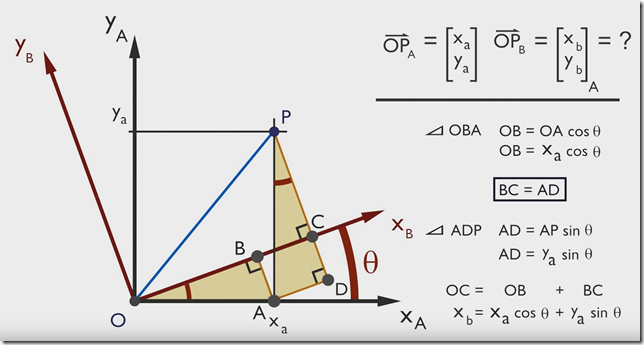 y_A
y_B
y_a
P
C
B
x_B
θ
D
O
A
x_a
x_A
OP_A = [x_a y_a] OP_B = [x_b y_b]_A = ?
⊿ OBA OB = OA cos θ
OB = x_a cos θ
BC = AD
⊿ ADP AD = AP sin θ
AD = y_a sin θ
OC = OB + BC
x_b = x_a cos θ + y_a sin θ